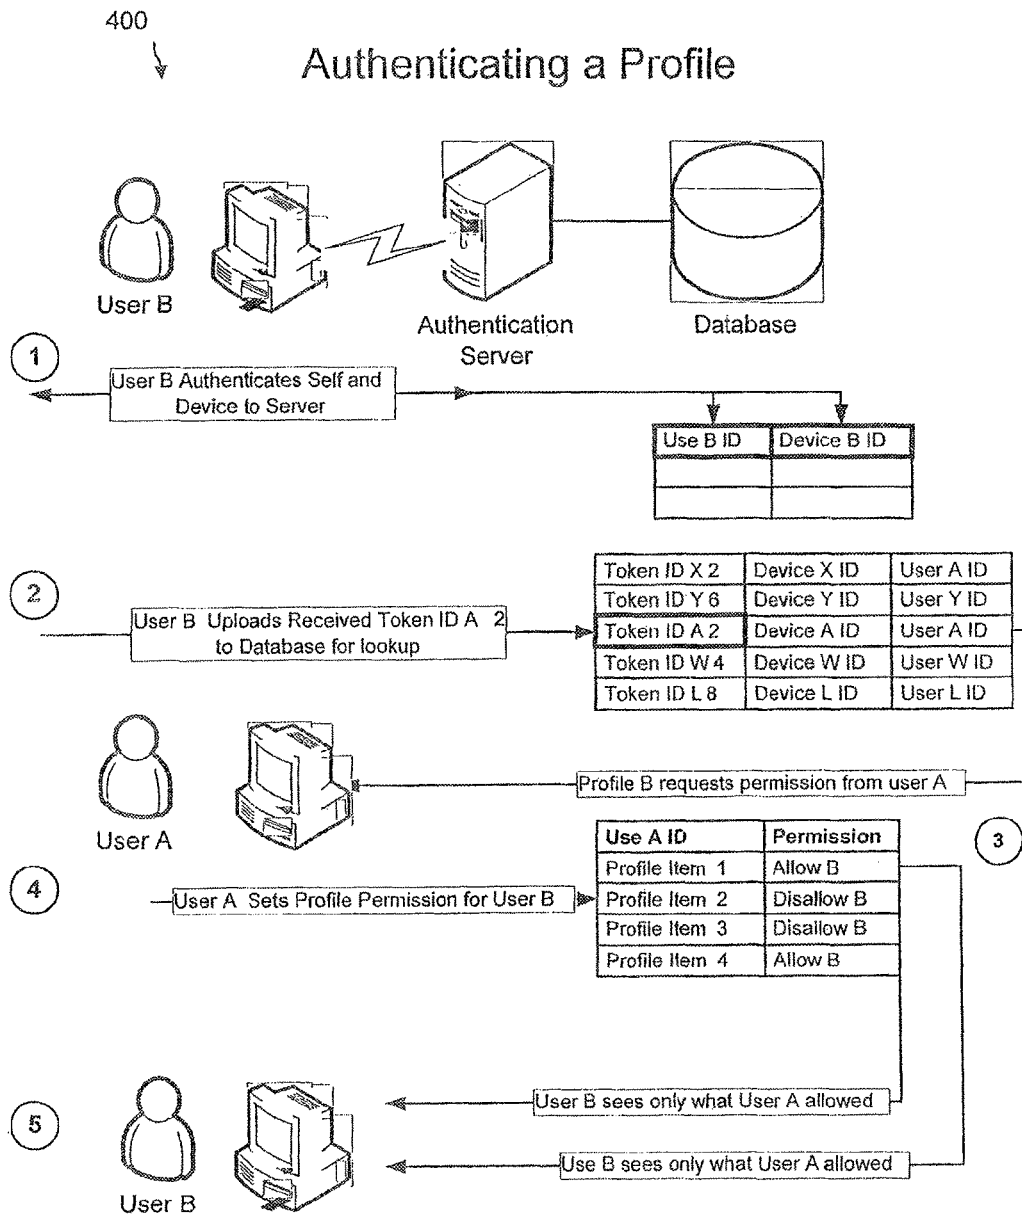 400
Authenticating a Profile
User B
Authentication
Server
Database
1
User B Authenticates Self and
Device to Server
Use B ID Device B ID
2
User B Uploads Received Token ID A 2
to Database for lookup
Token ID X 2 Device X ID User A ID
Token ID Y 6 Device Y ID User Y ID
Token ID A 2 Device A ID User A ID
Token ID W 4 Device W ID User W ID
Token ID L 8 Device L ID User L ID
User A
Profile B requests permission from user A
3
4
User A Sets Profile Permission for User B
Use A ID Permission
Profile Item 1 Allow B
Profile Item 2 Disallow B
Profile Item 3 Disallow B
Profile Item 4 Allow B
5
User B sees only what User A allowed
Use B sees only what User A allowed
User B